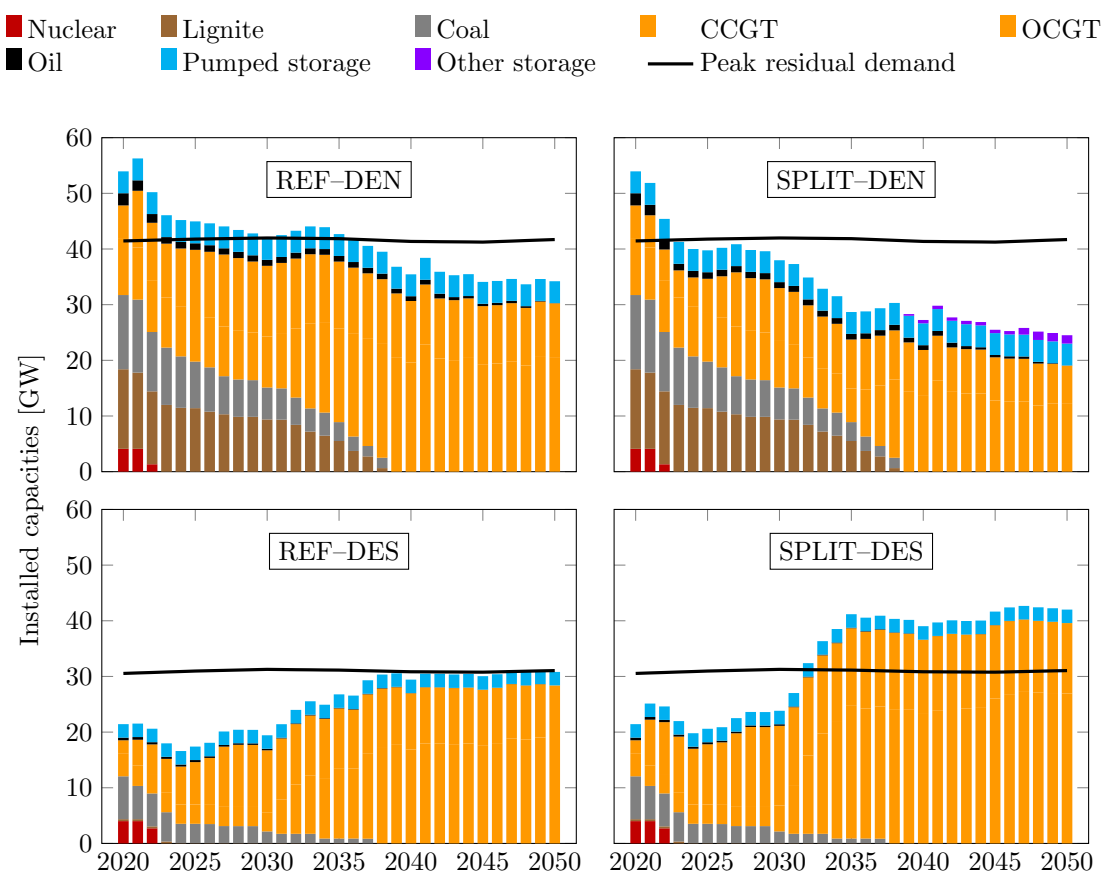 Nuclear Lignite Coal CCGT OCGT
Oil Pumped storage Other storage Peak residual demand
Installed capacities [GW]
60
50
40
30
20
10
0
REF–DEN
SPLIT–DEN
60
50
40
30
20
10
0
REF–DES
SPLIT–DES
2020 2025 2030 2035 2040 2045 2050
2020 2025 2030 2035 2040 2045 2050